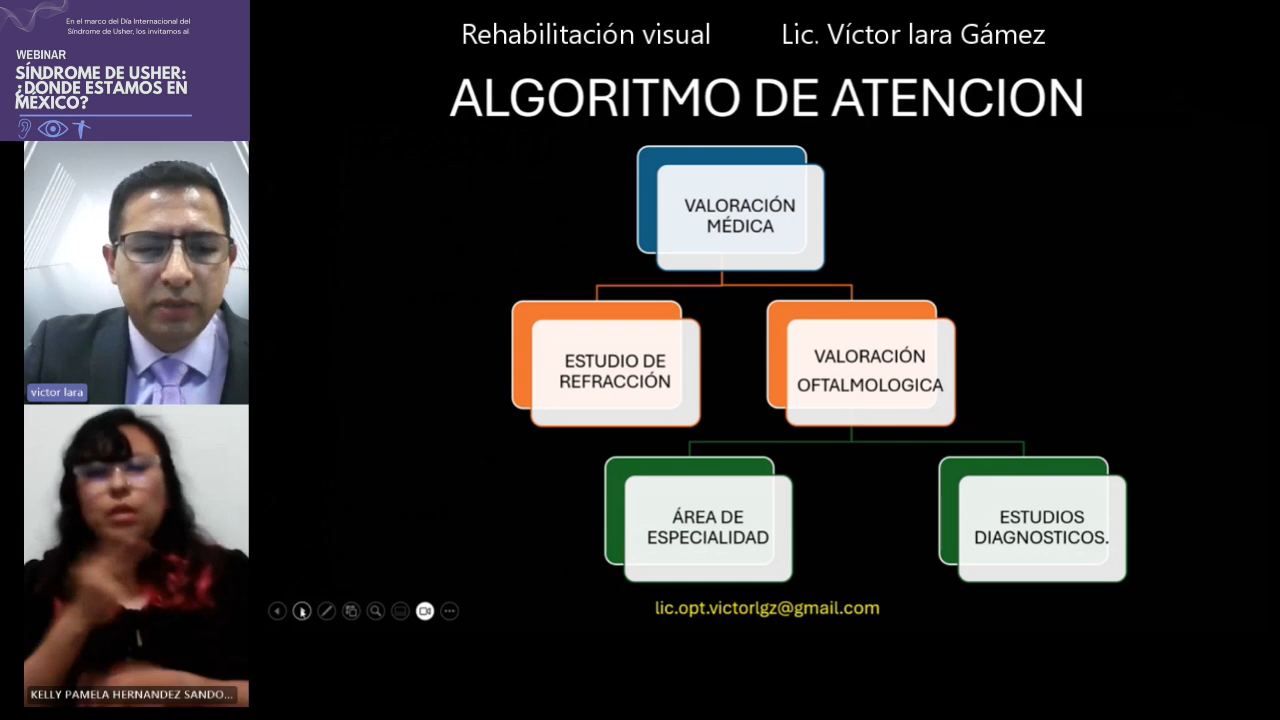 En el marco del Día Internacional del
Síndrome de Usher, los invitamos al
WEBINAR
SÍNDROME DE USHER:
¿DONDE ESTAMOS EN
MÉXICO?
victor lara
KELLY PAMELA HERNANDEZ SANDO...
Rehabilitación visual Lic. Víctor lara Gámez
ALGORITMO DE ATENCION
VALORACIÓN
MÉDICA
ESTUDIO DE
REFRACCIÓN
VALORACIÓN
OFTALMOLOGICA
ÁREA DE
ESPECIALIDAD
ESTUDIOS
DIAGNOSTICOS.
lic.opt.victorlgz@gmail.com